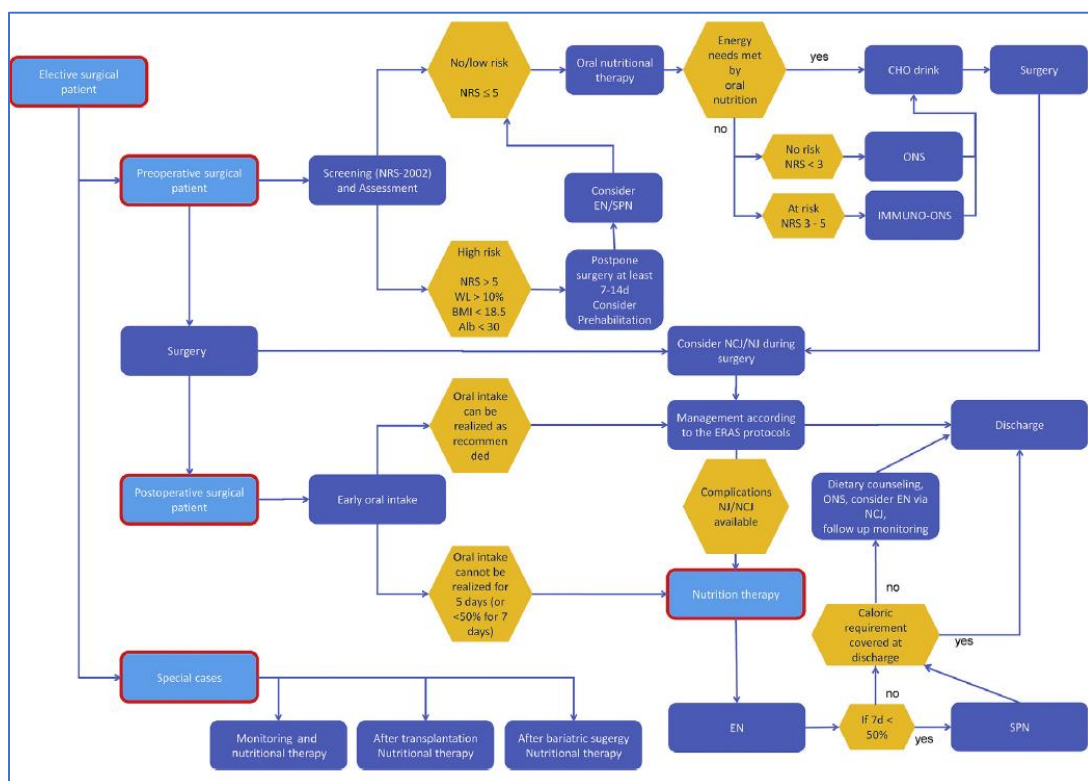 Elective surgical
patient
Preoperative surgical
patient
Screening (NRS-2002)
and Assessment
No/low risk
NRS ≤ 5
Oral nutritional
therapy
Energy
needs met
by
oral
nutrition
yes
CHO drink
Surgery
no
No risk
NRS < 3
ONS
At risk
NRS 3 - 5
IMMUNO-ONS
Consider
EN/SPN
High risk
NRS > 5
WL > 10%
BMI < 18.5
Alb < 30
Postpone
surgery at least
7-14d
Consider
Prehabilitation
Surgery
Consider NCJ/NJ during
surgery
Oral intake
can be
realized as
recommen
ded
Management according
to the ERAS protocols
Discharge
Postoperative surgical
patient
Early oral intake
Complications
NJ/NCJ
available
Dietary counseling,
ONS, consider EN via
NCJ,
follow up monitoring
Oral intake
cannot be
realized for
5 days (or
<50% for 7
days)
Nutrition therapy
no
Caloric
requirement
covered at
discharge
yes
Special cases
no
EN
If 7d <
50%
yes
SPN
Monitoring and
nutritional therapy
After transplantation
Nutritional therapy
After bariatric sugergy
Nutritional therapy